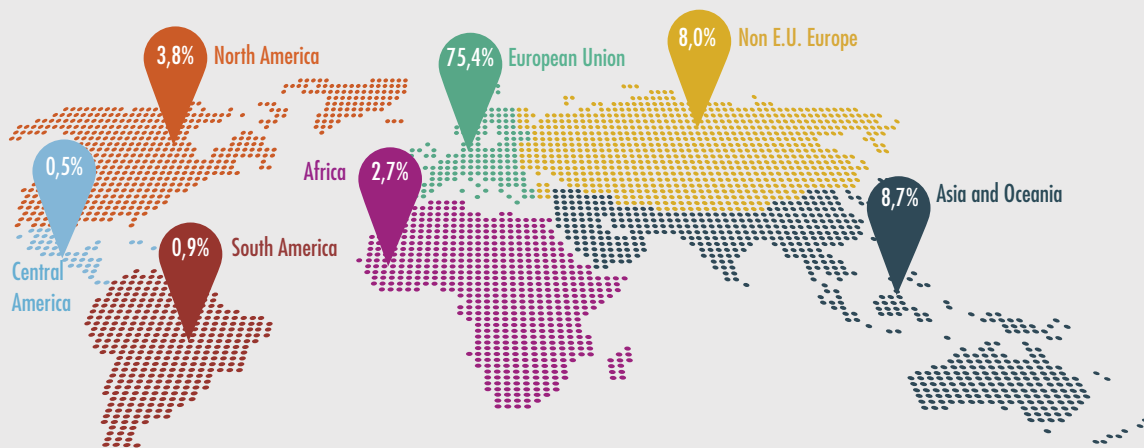 3,8%
North America
75,4%
European Union
8,0%
Non E.U. Europe
0,5%
Central
America
Africa
2,7%
8,7%
Asia and Oceania
0,9%
South America